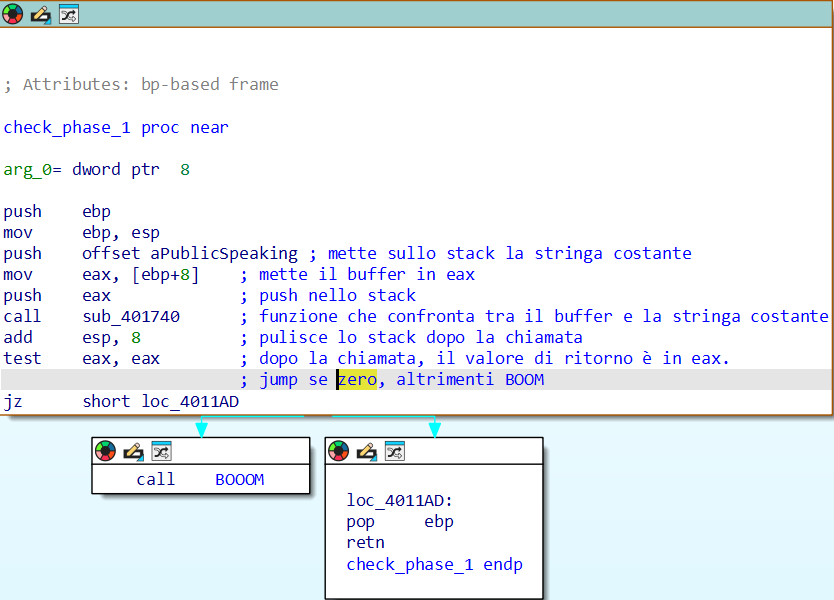 ; Attributes: bp-based frame
check_phase_1 proc near
arg_0= dword ptr  8
push    ebp
mov     ebp, esp
push    offset aPublicSpeaking ; mette sullo stack la stringa costante
mov     eax, [ebp+8]    ; mette il buffer in eax
push    eax             ; push nello stack
call    sub_401740      ; funzione che confronta tra il buffer e la stringa costante
add     esp, 8          ; pulisce lo stack dopo la chiamata
test    eax, eax        ; dopo la chiamata, il valore di ritorno è in eax.
; jump se zero, altrimenti BOOM
jz      short loc_4011AD
call    BOOOM
loc_4011AD:
pop     ebp
retn
check_phase_1 endp